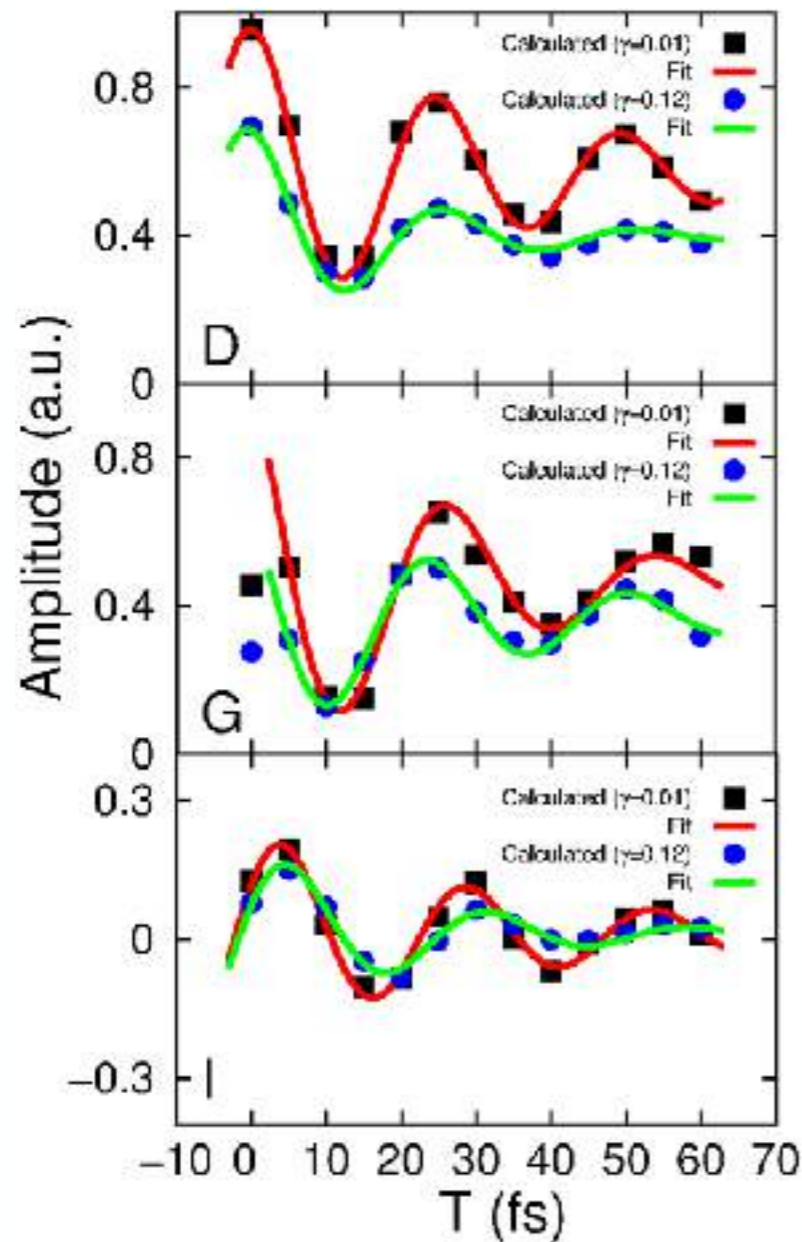 Amplitude (a.u.)
0.8
0.4
0
Calculated (γ=0.01)
Fit
Calculated (γ=0.12)
Fit
D
0.8
0.4
0
Calculated (γ=0.01)
Fit
Calculated (γ=0.12)
Fit
G
0.3
0
−0.3
Calculated (γ=0.01)
Fit
Calculated (γ=0.12)
Fit
I
−10 0 10 20 30 40 50 60 70
T (fs)